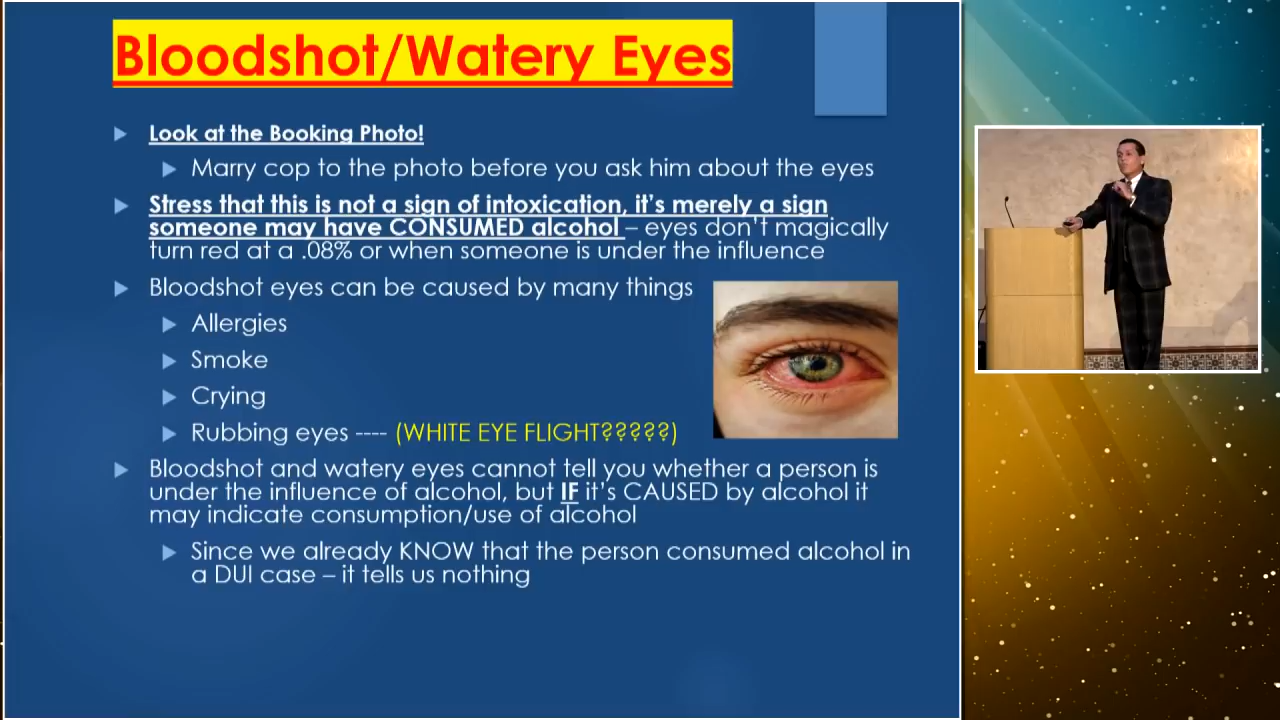 Bloodshot/Watery Eyes
Look at the Booking Photo!
Marry cop to the photo before you ask him about the eyes
Stress that this is not a sign of intoxication, it's merely a sign
someone may have CONSUMED alcohol – eyes don't magically
turn red at a .08% or when someone is under the influence
Bloodshot eyes can be caused by many things
Allergies
Smoke
Crying
Rubbing eyes ---- (WHITE EYE FLIGHT?????)
Bloodshot and watery eyes cannot tell you whether a person is
under the influence of alcohol, but IF it's CAUSED by alcohol it
may indicate consumption/use of alcohol
Since we already KNOW that the person consumed alcohol in
a DUI case – it tells us nothing